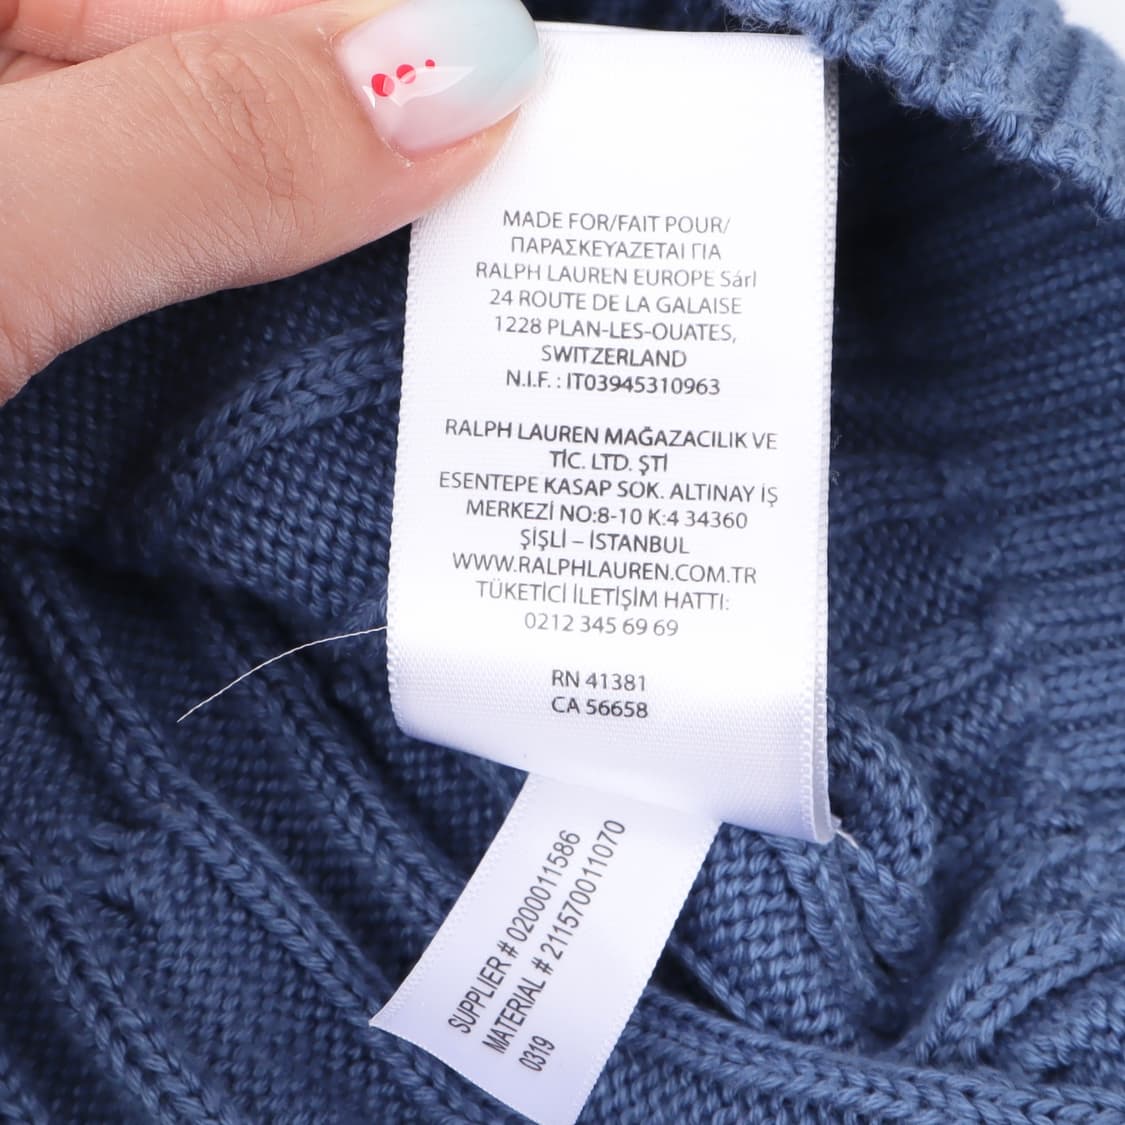 MADE FOR/FAIT POUR/
ΠΑΡΑΣΚΕΥΑΖΕΤΑΙ ΓΙΑ
RALPH LAUREN EUROPE Sárl
24 ROUTE DE LA GALAISE
1228 PLAN-LES-OUATES,
SWITZERLAND
N.I.F. : IT03945310963
RALPH LAUREN MAĞAZACILIK VE
TİC. LTD. ŞTİ
ESENTEPE KASAP SOK. ALTINAY İŞ
MERKEZİ NO:8-10 K:4 34360
ŞİŞLİ – İSTANBUL
WWW.RALPHLAUREN.COM.TR
TÜKETİCİ İLETİŞİM HATTI:
0212 345 69 69
RN 41381
CA 56658
SUPPLIER # 0200011586
MATERIAL # 211570011070
0319